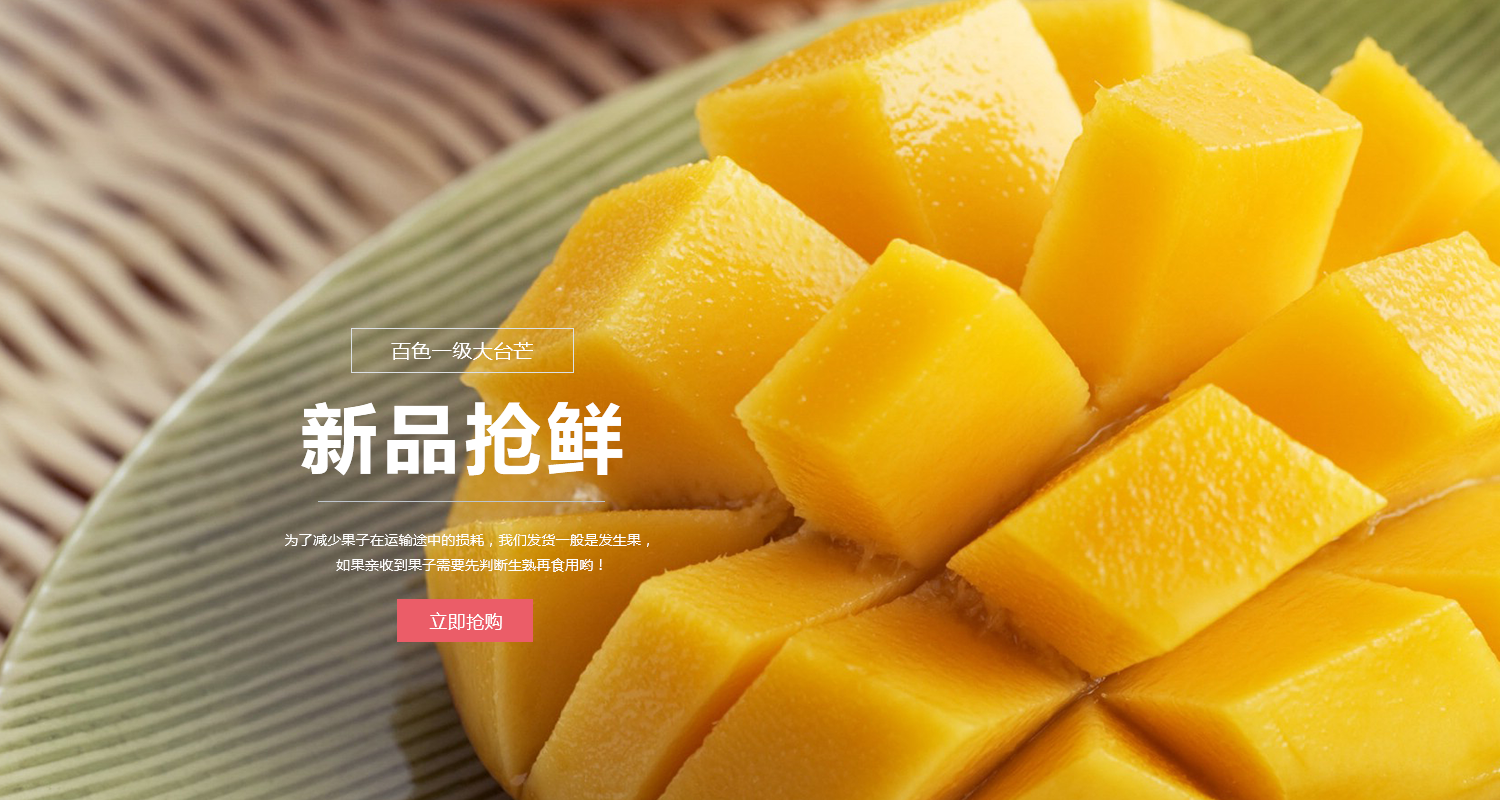 百色一级大台芒
新品抢鲜
为了减少果子在运输途中的损耗，我们发货一般是发生果，
如果亲收到果子需要先判断生熟再食用哟！
立即抢购